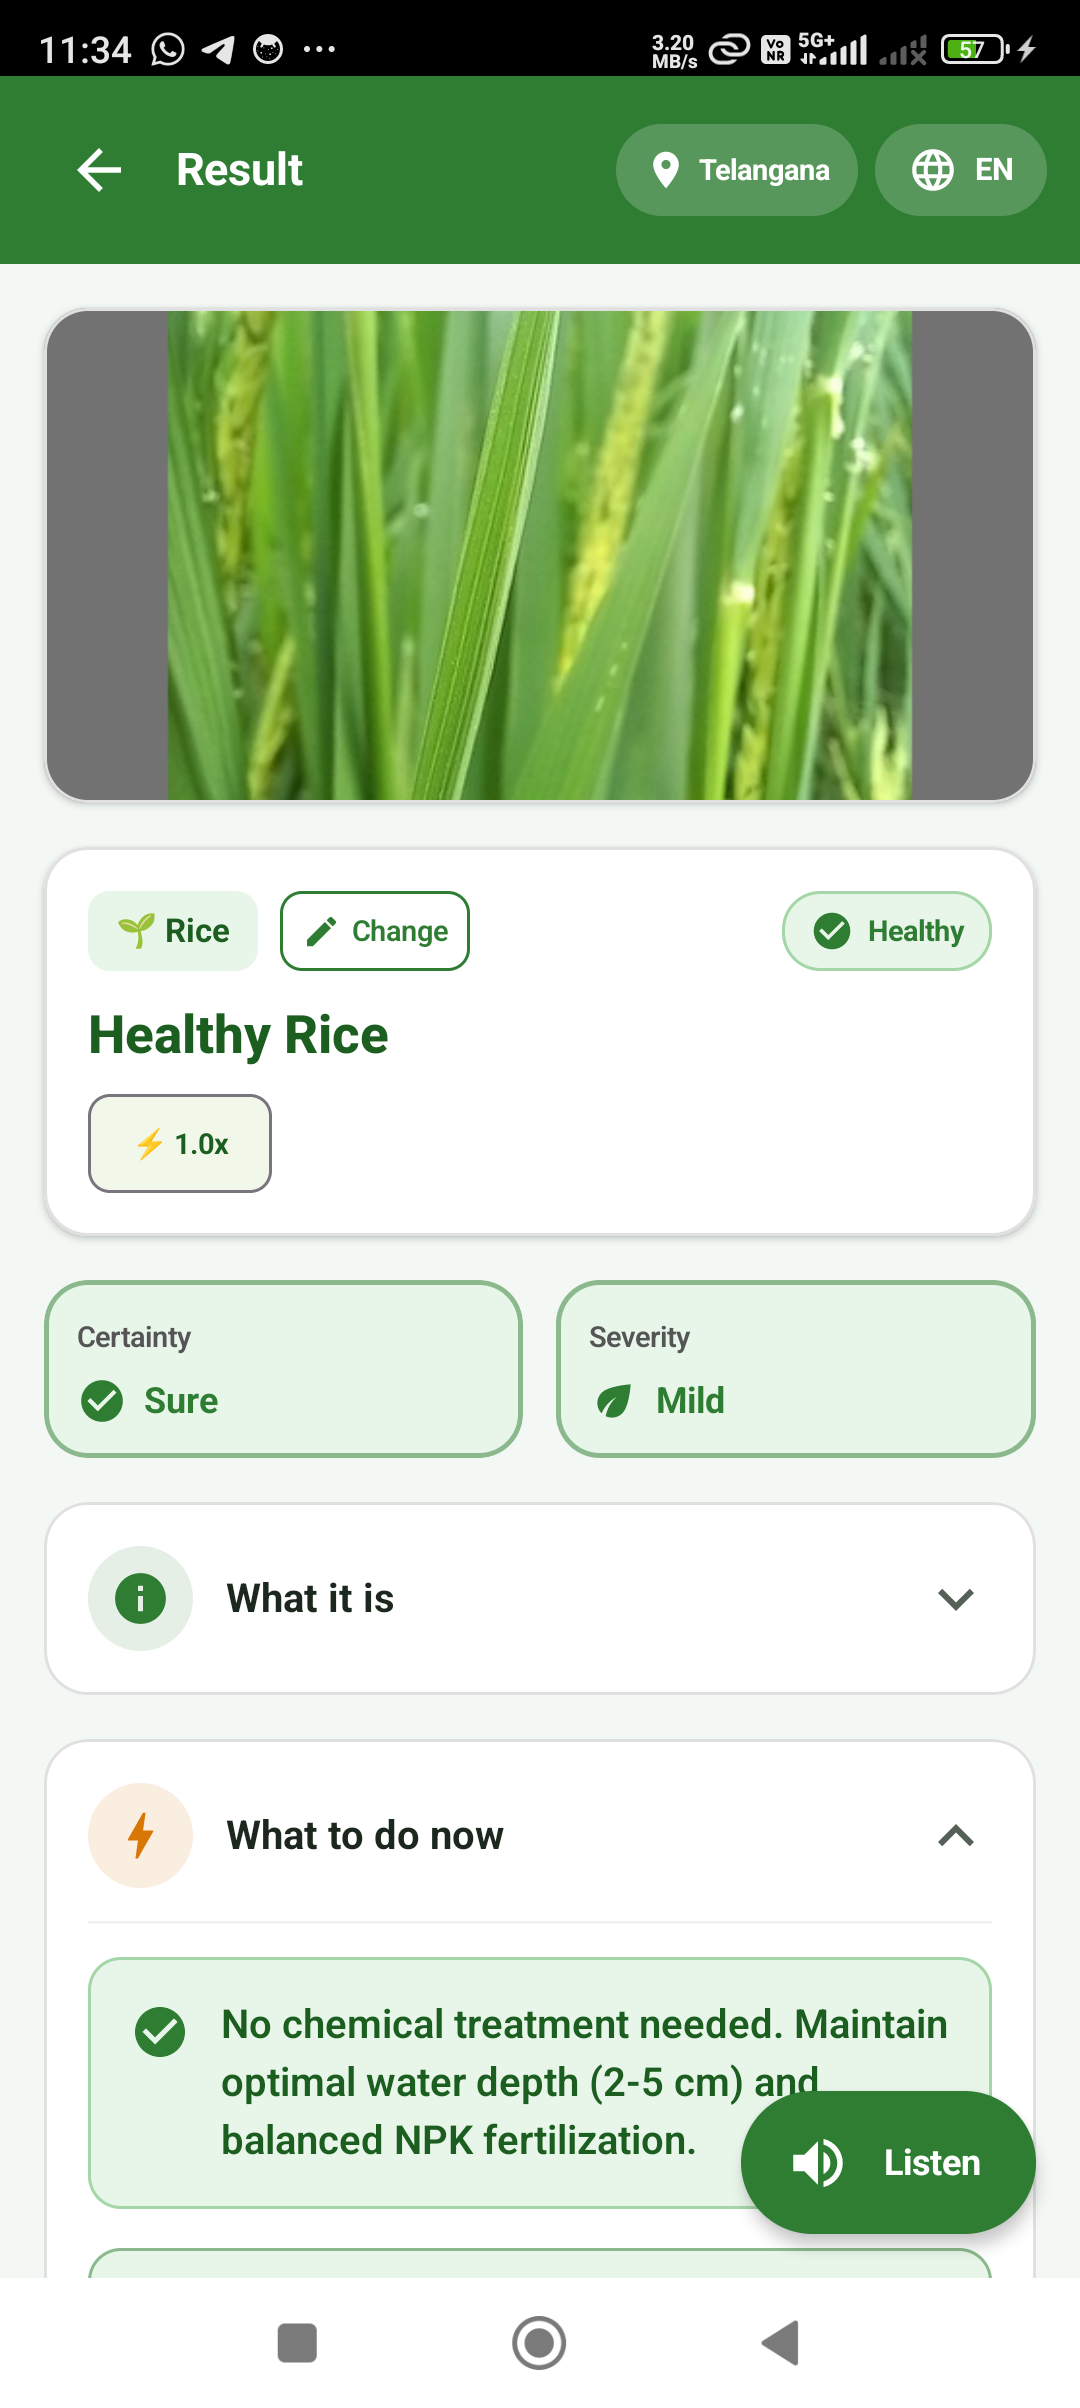 11:34
3.20
MB/s
Vo
NR
5G+
57
Result
Telangana
EN
Rice
Change
Healthy
Healthy Rice
1.0x
Certainty
Severity
Sure
Mild
What it is
What to do now
No chemical treatment needed. Maintain
optimal water depth (2-5 cm) and
balanced NPK fertilization.
Listen